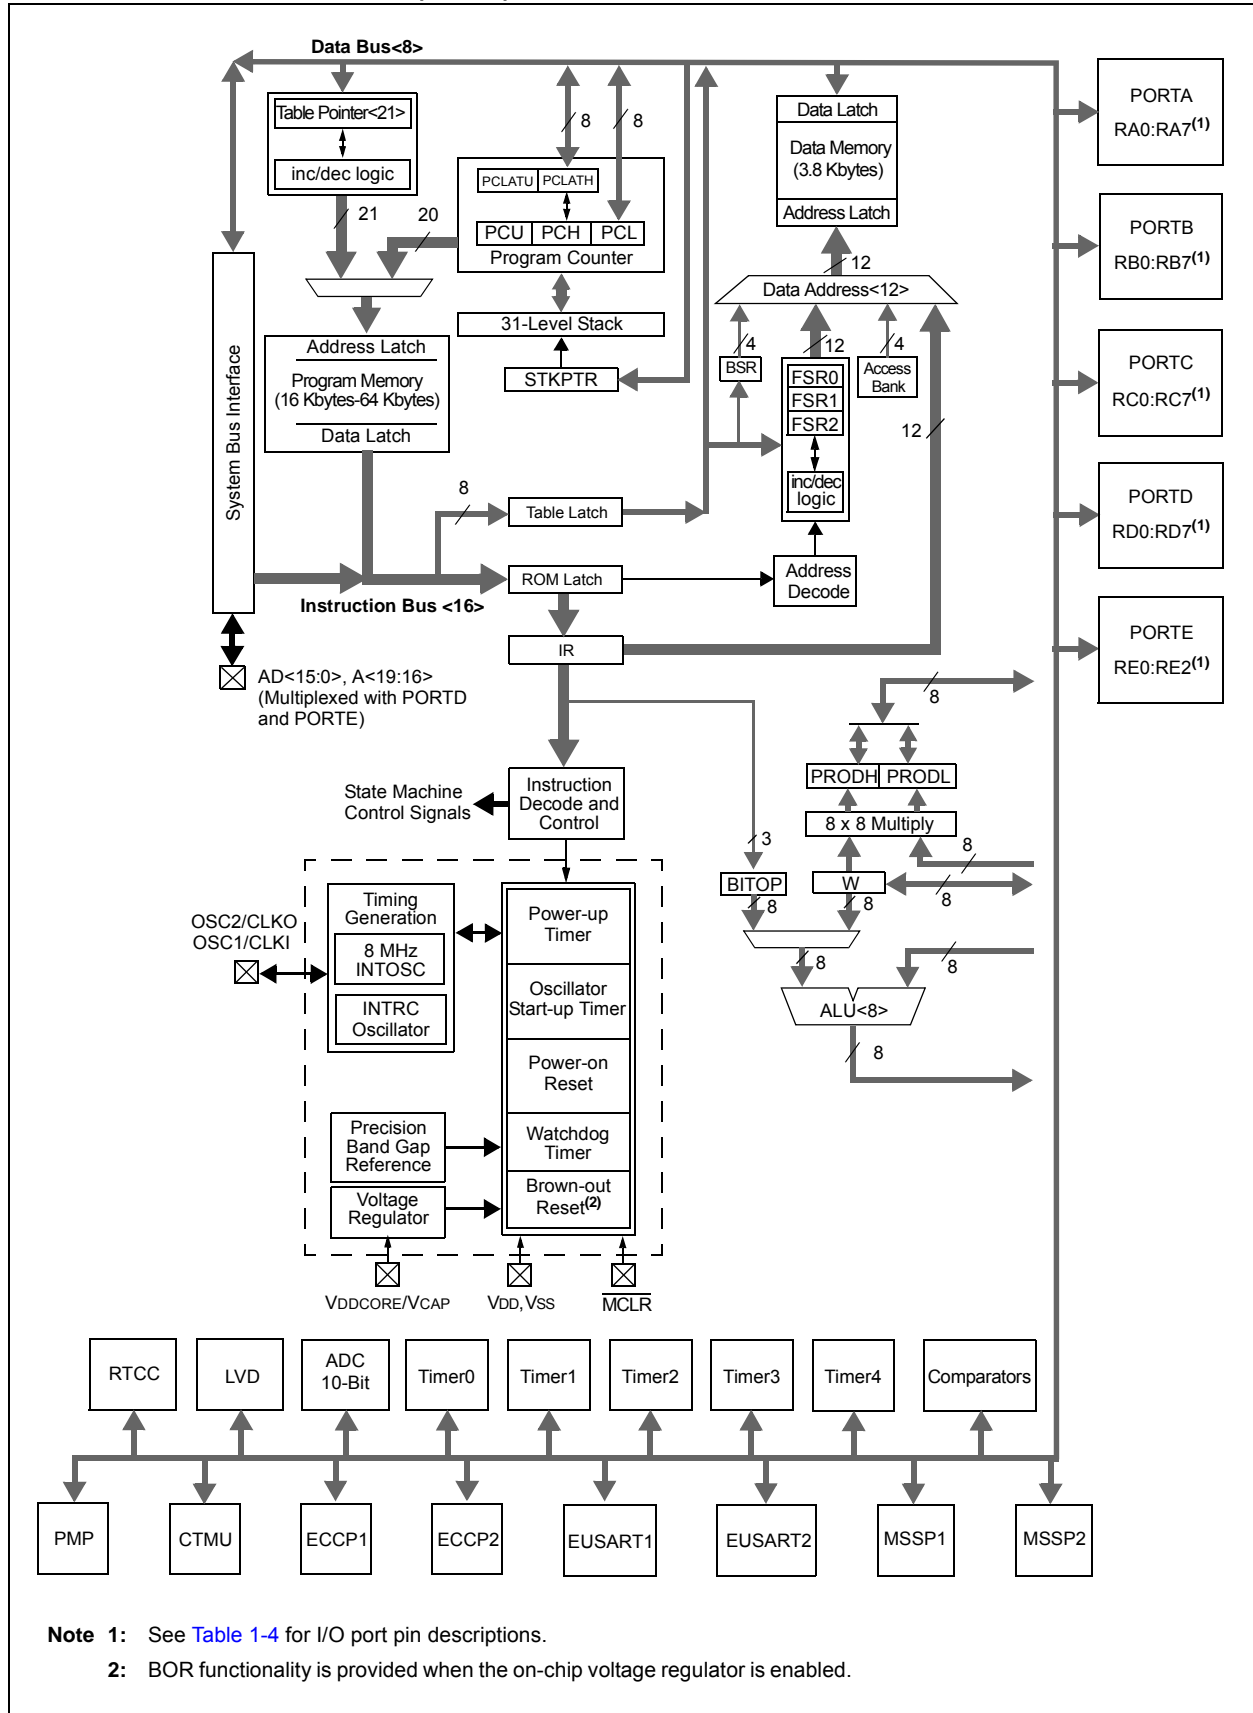 Data Bus<8>
Table Pointer<21>
inc/dec logic
21
20
8
8
PCLATU PCLATH
PCU PCH PCL
Program Counter
31-Level Stack
STKPTR
Data Latch
Data Memory
(3.8 Kbytes)
Address Latch
12
Data Address<12>
4
12
4
BSR
FSR0
FSR1
FSR2
Access
Bank
inc/dec
logic
12
PORTA
RA0:RA7(1)
PORTB
RB0:RB7(1)
PORTC
RC0:RC7(1)
PORTD
RD0:RD7(1)
PORTE
RE0:RE2(1)
System Bus Interface
Address Latch
Program Memory
(16 Kbytes-64 Kbytes)
Data Latch
8
Table Latch
ROM Latch
Address
Decode
Instruction Bus <16>
IR
AD<15:0>, A<19:16>
(Multiplexed with PORTD
and PORTE)
8
PRODH PRODL
8 x 8 Multiply
State Machine
Control Signals
Instruction
Decode and
Control
3
8
BITOP
W
8
8
8
8
8
ALU<8>
8
OSC2/CLKO
OSC1/CLKI
Timing
Generation
8 MHz
INTOSC
INTRC
Oscillator
Power-up
Timer
Oscillator
Start-up Timer
Power-on
Reset
Watchdog
Timer
Brown-out
Reset(2)
Precision
Band Gap
Reference
Voltage
Regulator
VDDCORE/VCAP
VDD, VSS
MCLR
RTCC
LVD
ADC
10-Bit
Timer0
Timer1
Timer2
Timer3
Timer4
Comparators
PMP
CTMU
ECCP1
ECCP2
EUSART1
EUSART2
MSSP1
MSSP2
Note 1: See Table 1-4 for I/O port pin descriptions.
2: BOR functionality is provided when the on-chip voltage regulator is enabled.